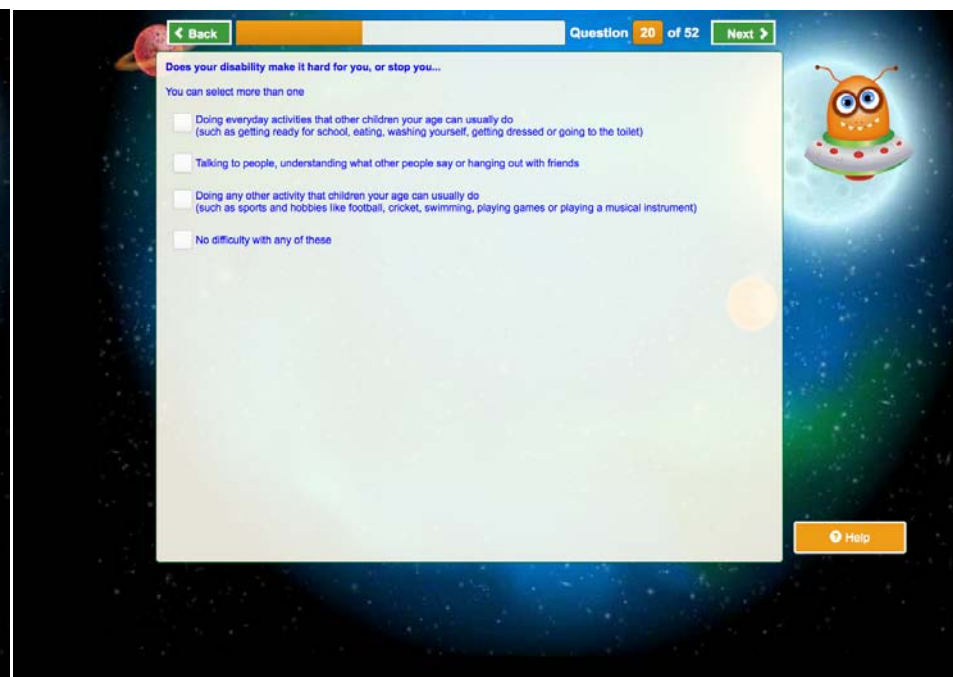 Back
Question 20 of 52
Next
Does your disability make it hard for you, or stop you...
You can select more than one
Doing everyday activities that other children your age can usually do
(such as getting ready for school, eating, washing yourself, getting dressed or going to the toilet)
Talking to people, understanding what other people say or hanging out with friends
Doing any other activity that children your age can usually do
(such as sports and hobbies like football, cricket, swimming, playing games or playing a musical instrument)
No difficulty with any of these
Help